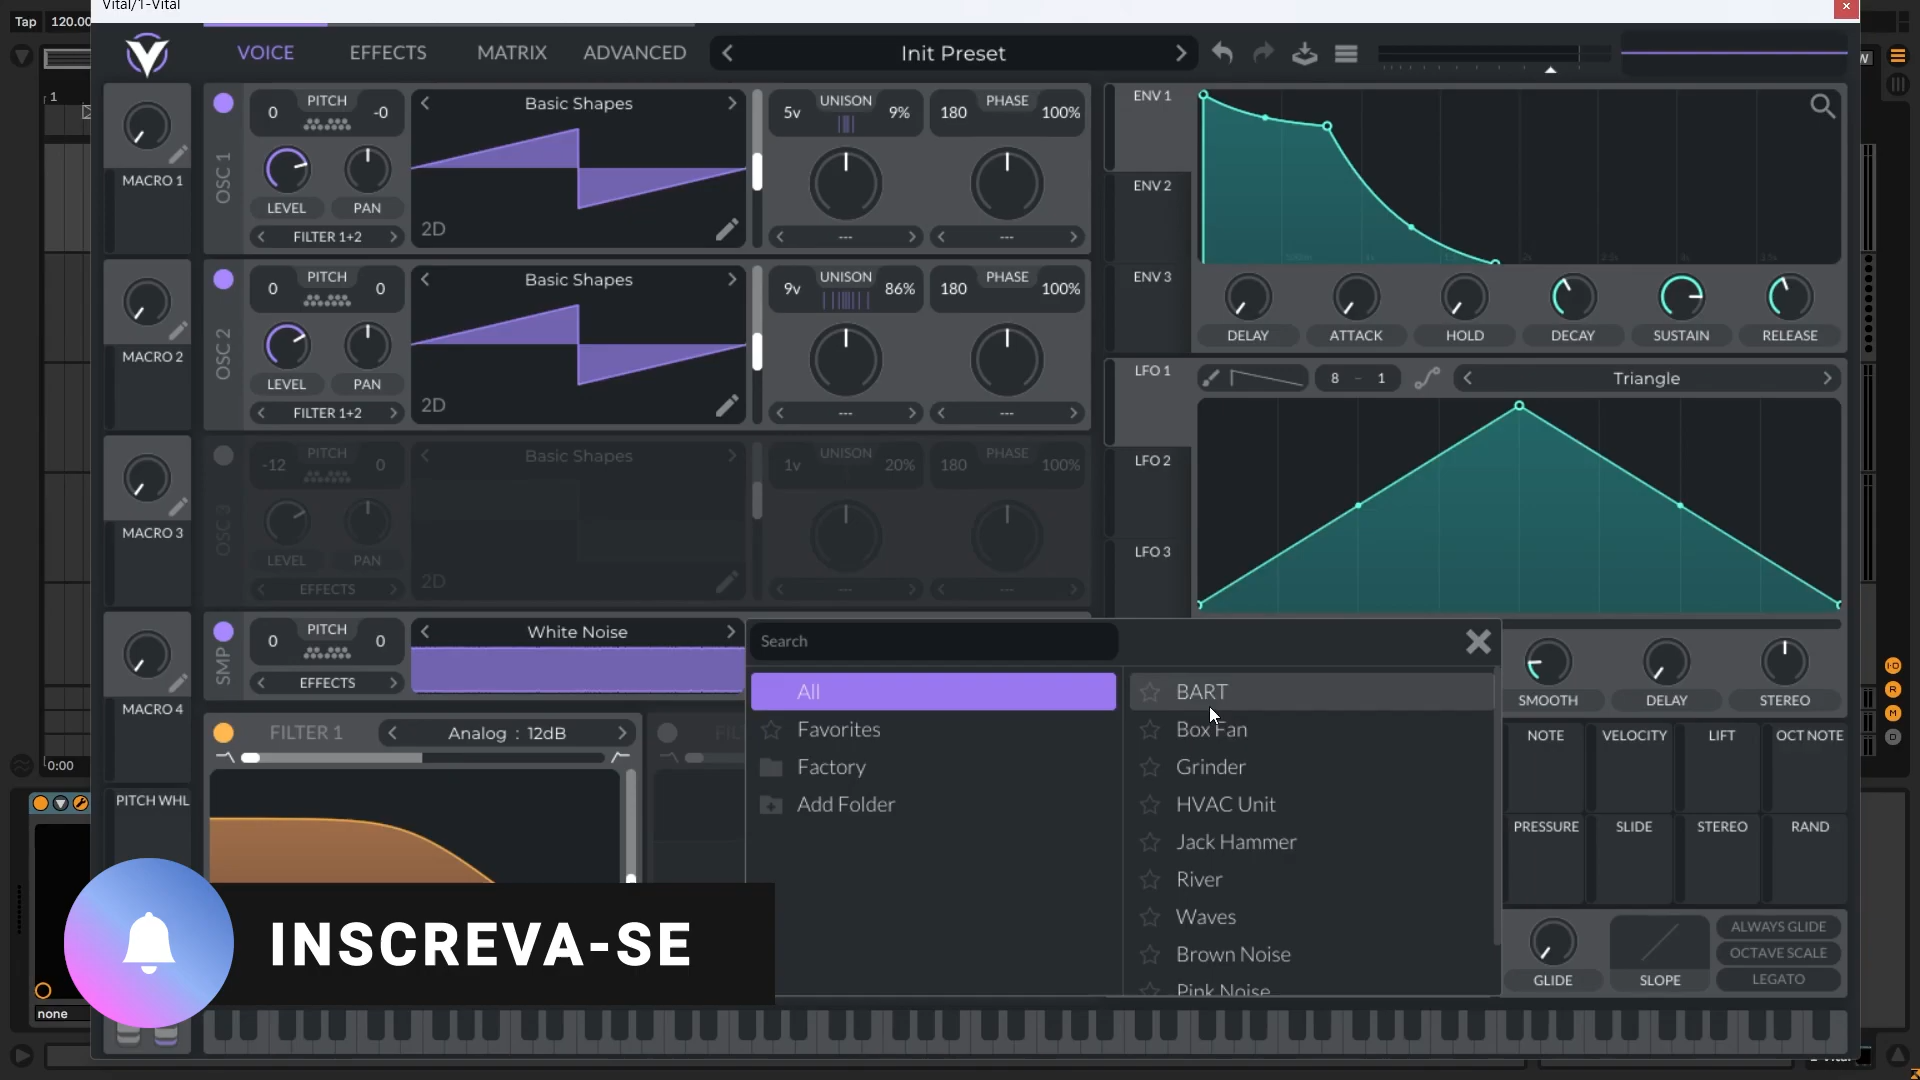 Vital/1-Vital
Tap 120.00
VOICE EFFECTS MATRIX ADVANCED Init Preset
1
MACRO 1
MACRO 2
MACRO 3
MACRO 4
PITCH WHL
OSC 1
0 PITCH -0
LEVEL PAN
FILTER 1+2
Basic Shapes
2D
5v UNISON 9%
---
180 PHASE 100%
---
OSC 2
0 PITCH 0
LEVEL PAN
FILTER 1+2
Basic Shapes
2D
9v UNISON 86%
---
180 PHASE 100%
---
OSC 3
-12 PITCH 0
LEVEL PAN
EFFECTS
Basic Shapes
2D
1v UNISON 20%
---
180 PHASE 100%
---
SMP
0 PITCH 0
EFFECTS
White Noise
FILTER 1 Analog : 12dB
FIL
ENV 1
ENV 2
ENV 3
DELAY ATTACK HOLD DECAY SUSTAIN RELEASE
LFO 1
LFO 2
LFO 3
8 - 1 Triangle
SMOOTH DELAY STEREO
Search
All
Favorites
Factory
Add Folder
BART
Box Fan
Grinder
HVAC Unit
Jack Hammer
River
Waves
Brown Noise
Pink Noise
NOTE VELOCITY LIFT OCT NOTE
PRESSURE SLIDE STEREO RAND
GLIDE SLOPE
ALWAYS GLIDE
OCTAVE SCALE
LEGATO
0:00
none
INSCREVA-SE
I-O
R
M
D